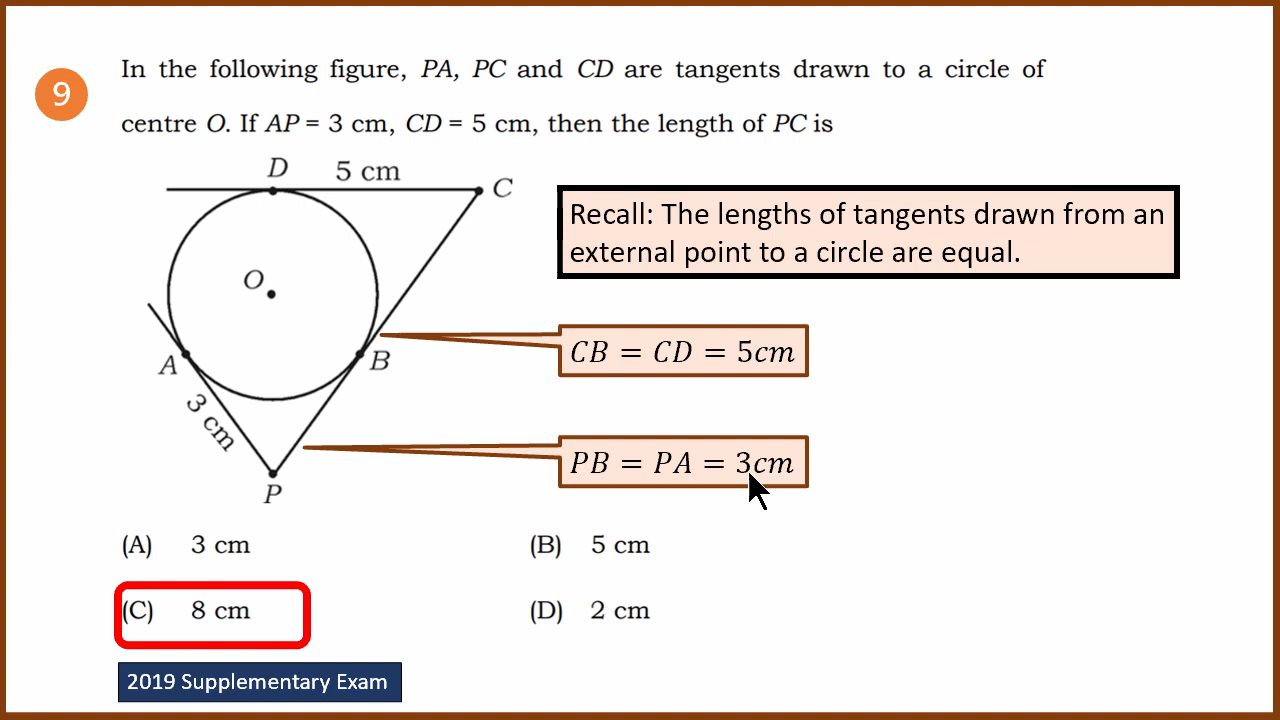 9
In the following figure, PA, PC and CD are tangents drawn to a circle of
centre O. If AP = 3 cm, CD = 5 cm, then the length of PC is
D
5 cm
C
Recall: The lengths of tangents drawn from an
external point to a circle are equal.
O
CB = CD = 5cm
A
B
3 cm
PB = PA = 3cm
P
(A) 3 cm
(B) 5 cm
(C) 8 cm
(D) 2 cm
2019 Supplementary Exam